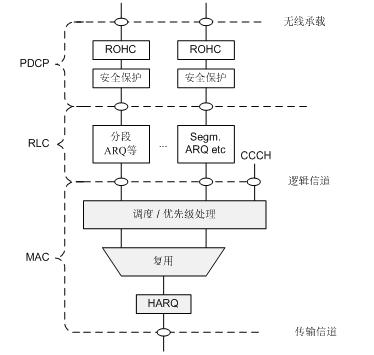 无线承载
ROHC
ROHC
PDCP
安全保护
安全保护
RLC
分段
ARQ等
...
Segm.
ARQ etc
CCCH
逻辑信道
调度 / 优先级处理
MAC
复用
HARQ
传输信道